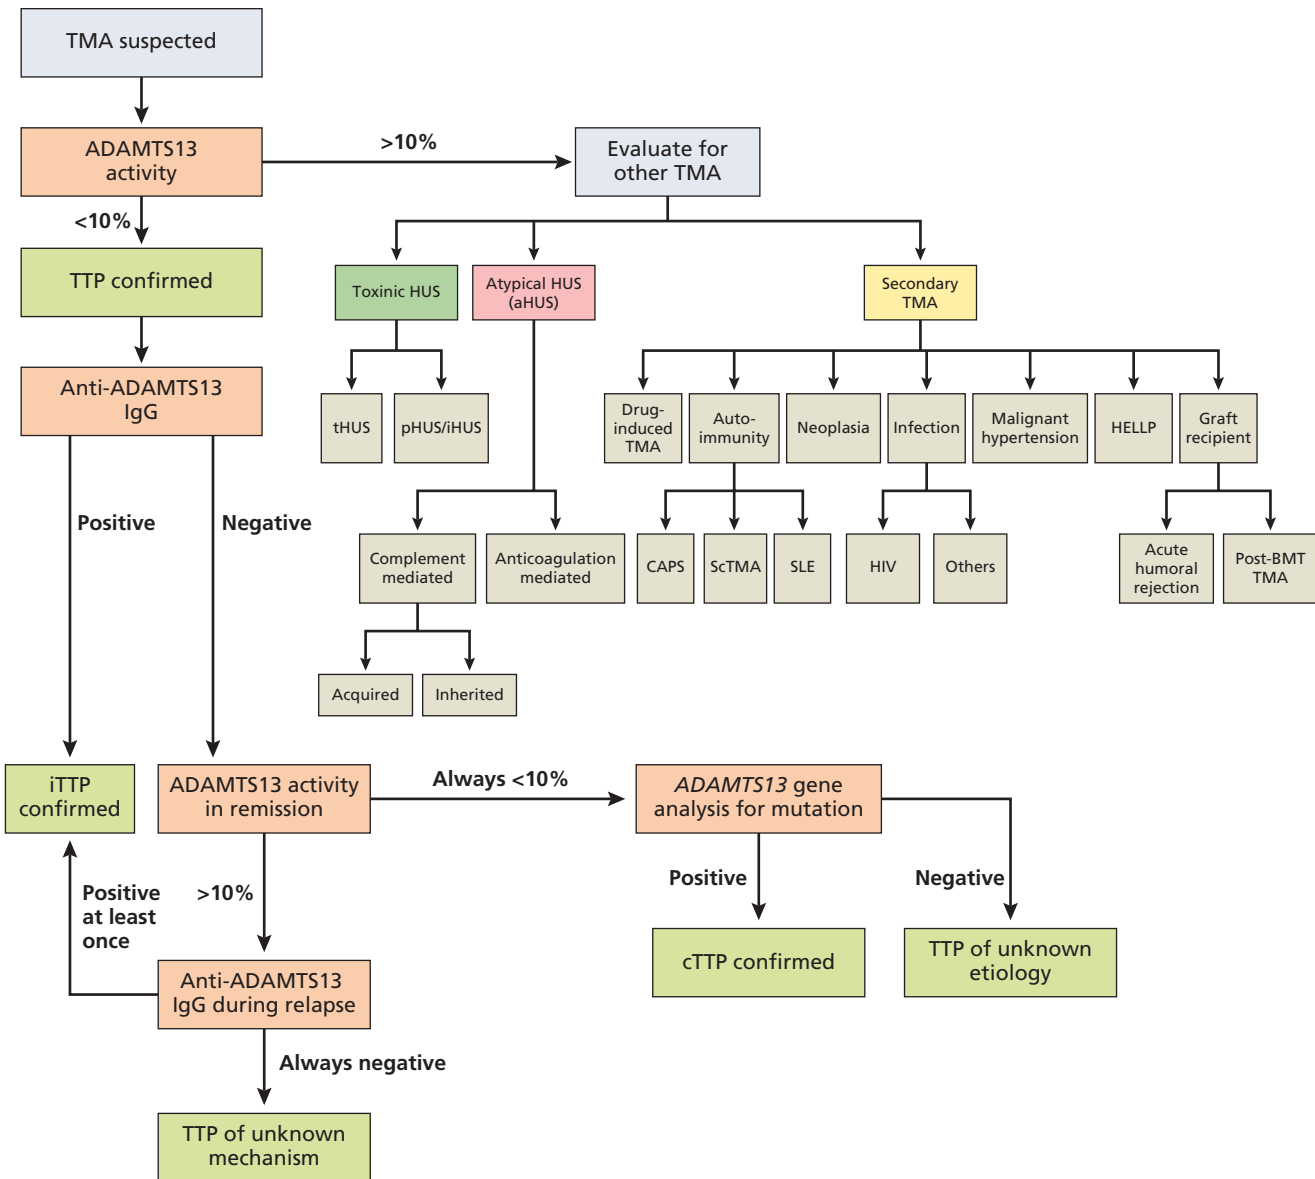 TMA suspected
ADAMTS13
activity
>10%
Evaluate for
other TMA
<10%
TTP confirmed
Toxinic HUS
Atypical HUS
(aHUS)
Secondary
TMA
Anti-ADAMTS13
IgG
tHUS
pHUS/iHUS
Drug-
induced
TMA
Auto-
immunity
Neoplasia
Infection
Malignant
hypertension
HELLP
Graft
recipient
Positive
Negative
Complement
mediated
Anticoagulation
mediated
CAPS
ScTMA
SLE
HIV
Others
Acute
humoral
rejection
Post-BMT
TMA
Acquired
Inherited
iTTP
confirmed
ADAMTS13 activity
in remission
Always <10%
ADAMTS13 gene
analysis for mutation
Positive
at least
once
>10%
Positive
Negative
cTTP confirmed
TTP of unknown
etiology
Anti-ADAMTS13
IgG during relapse
Always negative
TTP of unknown
mechanism